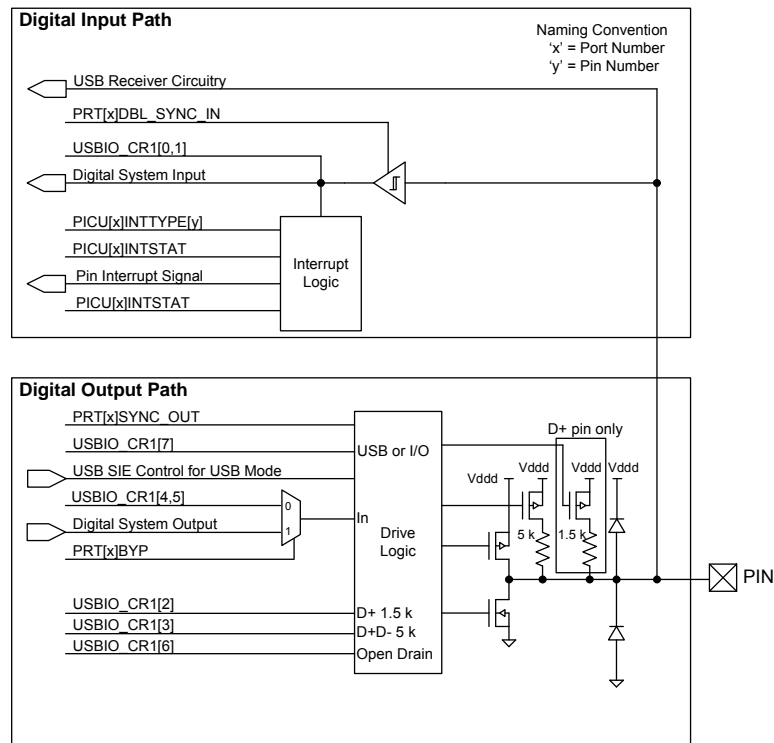 Digital Input Path
Naming Convention
‘x’ = Port Number
‘y’ = Pin Number
USB Receiver Circuitry
PRT[x]DBL_SYNC_IN
USBIO_CR1[0,1]
Digital System Input
PICU[x]INTTYPE[y]
PICU[x]INTSTAT
Pin Interrupt Signal
PICU[x]INTSTAT
Interrupt
Logic
Digital Output Path
PRT[x]SYNC_OUT
USBIO_CR1[7]
USB SIE Control for USB Mode
USBIO_CR1[4,5]
Digital System Output
PRT[x]BYP
0
1
USBIO_CR1[2]
USBIO_CR1[3]
USBIO_CR1[6]
USB or I/O
In
Drive
Logic
D+ 1.5 k
D+D- 5 k
Open Drain
D+ pin only
Vddd
Vddd
Vddd
Vddd
5 k
1.5 k
PIN